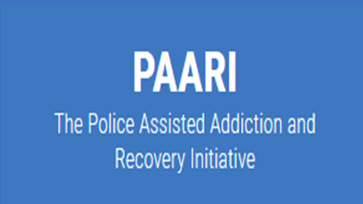 PAARI
The Police Assisted Addiction and
Recovery Initiative